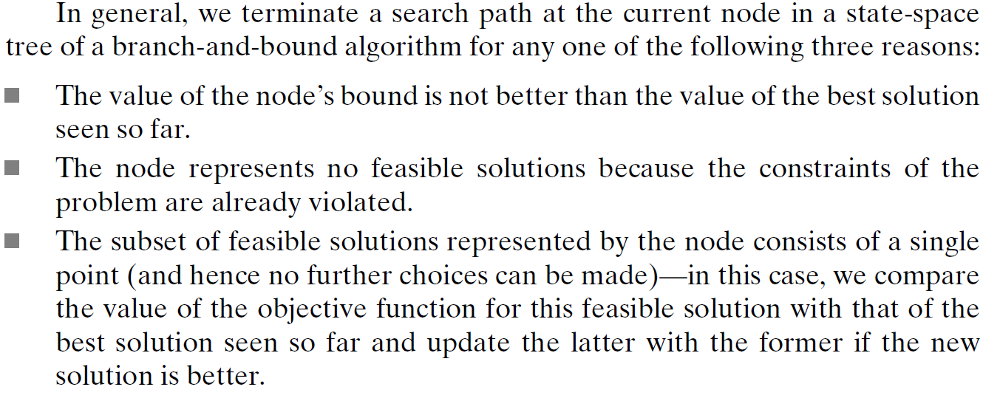 In general, we terminate a search path at the current node in a state-space
tree of a branch-and-bound algorithm for any one of the following three reasons:
■ The value of the node’s bound is not better than the value of the best solution
seen so far.
■ The node represents no feasible solutions because the constraints of the
problem are already violated.
■ The subset of feasible solutions represented by the node consists of a single
point (and hence no further choices can be made)—in this case, we compare
the value of the objective function for this feasible solution with that of the
best solution seen so far and update the latter with the former if the new
solution is better.